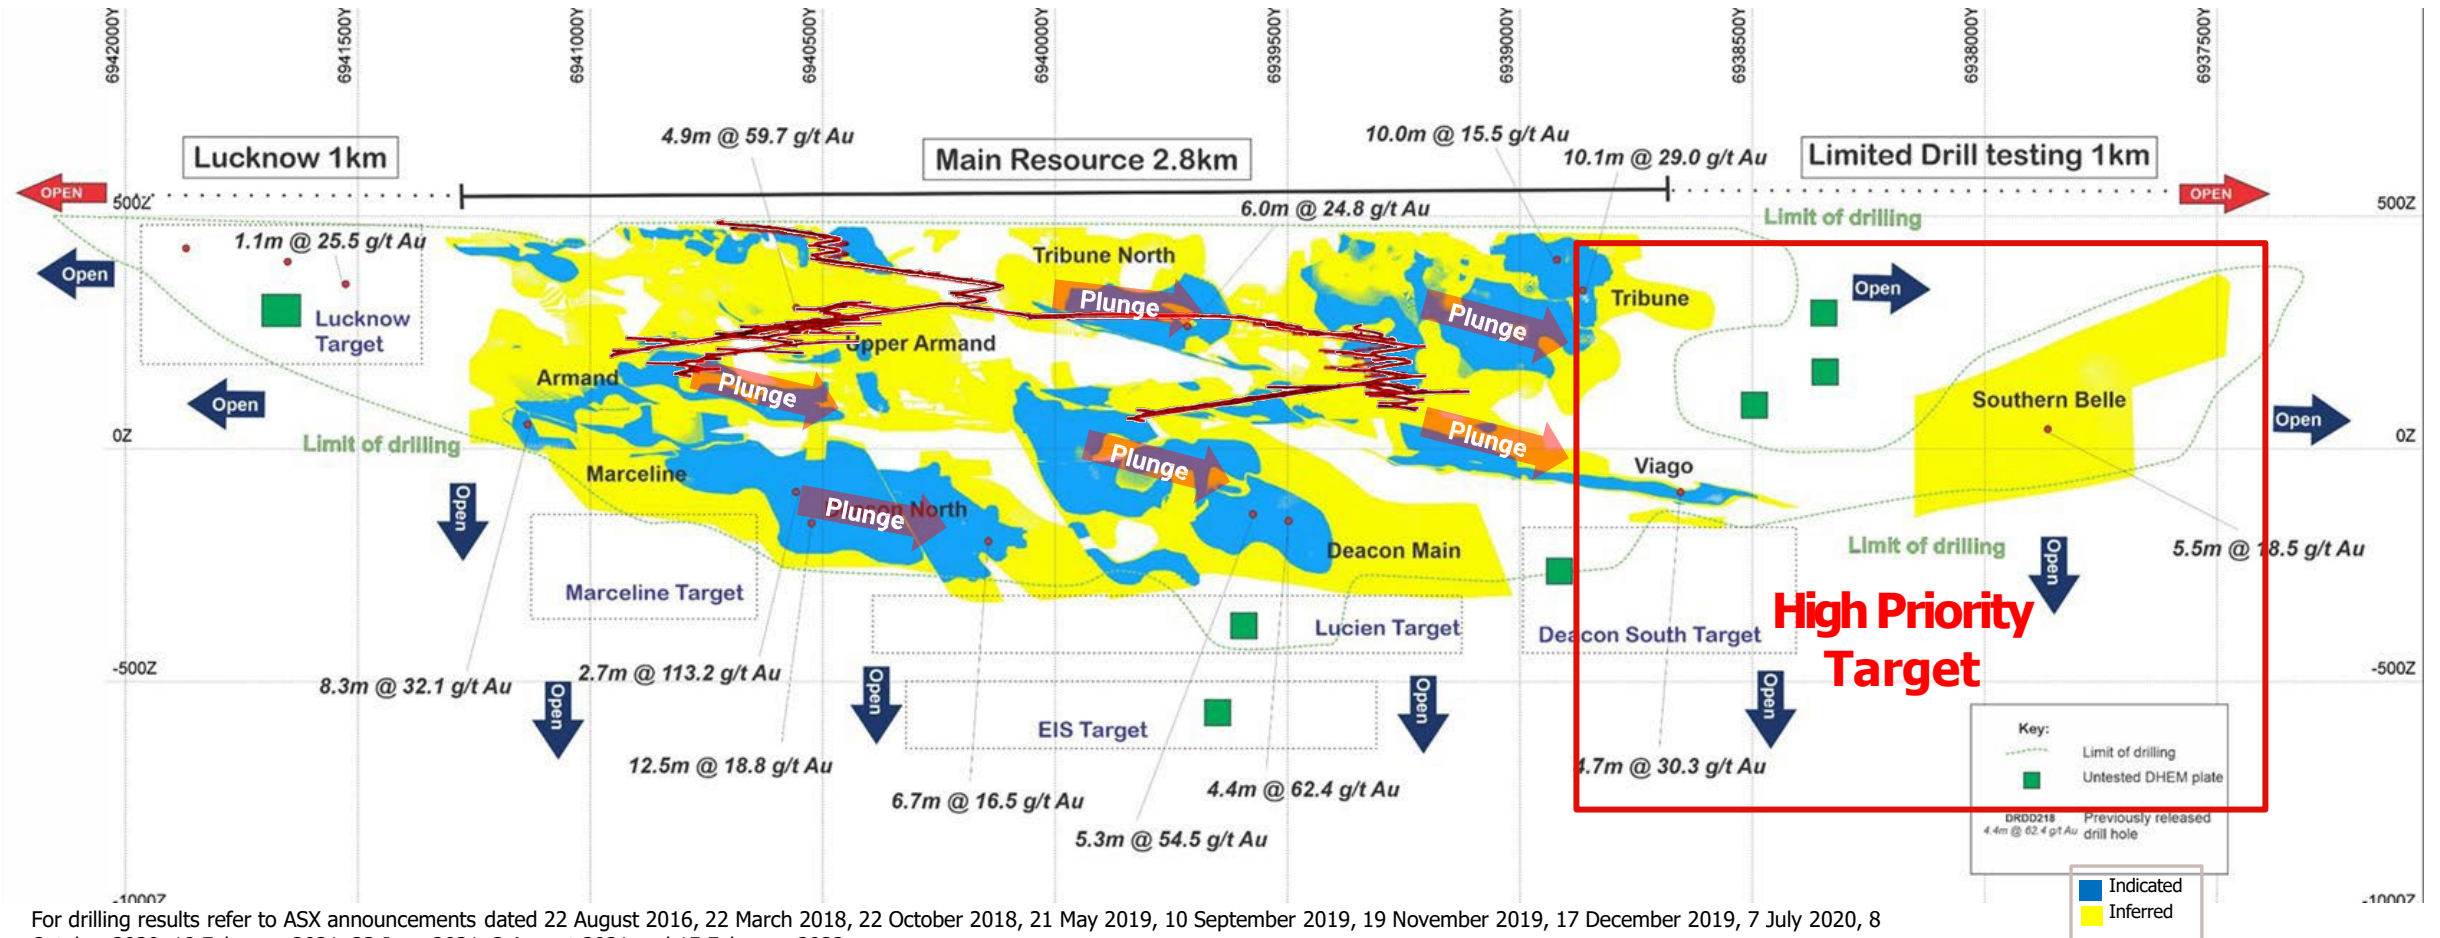 6942000Y
6941500Y
6941000Y
6940500Y
6940000Y
6939500Y
6939000Y
6938500Y
6938000Y
6937500Y
Lucknow 1km
4.9m @ 59.7 g/t Au
Main Resource 2.8km
10.0m @ 15.5 g/t Au
10.1m @ 29.0 g/t Au
Limited Drill testing 1km
OPEN
OPEN
500Z
500Z
6.0m @ 24.8 g/t Au
Limit of drilling
1.1m @ 25.5 g/t Au
Tribune North
Open
Open
Plunge
Tribune
Lucknow
Target
Plunge
Upper Armand
Armand
Plunge
Open
Southern Belle
Open
0Z
0Z
Limit of drilling
Plunge
Plunge
Marceline
Viago
North
Plunge
Open
Deacon Main
Limit of drilling
Open
5.5m @ 18.5 g/t Au
Marceline Target
High Priority
Target
Lucien Target
Deacon South Target
-500Z
-500Z
8.3m @ 32.1 g/t Au
2.7m @ 113.2 g/t Au
Open
Open
Open
Open
EIS Target
Key:
Limit of drilling
Untested DHEM plate
12.5m @ 18.8 g/t Au
4.7m @ 30.3 g/t Au
6.7m @ 16.5 g/t Au
4.4m @ 62.4 g/t Au
5.3m @ 54.5 g/t Au
DRDD218
4.4m @ 62.4 g/t Au
Previously released
drill hole
Indicated
Inferred
-1000Z
-1000Z
For drilling results refer to ASX announcements dated 22 August 2016, 22 March 2018, 22 October 2018, 21 May 2019, 10 September 2019, 19 November 2019, 17 December 2019, 7 July 2020, 8